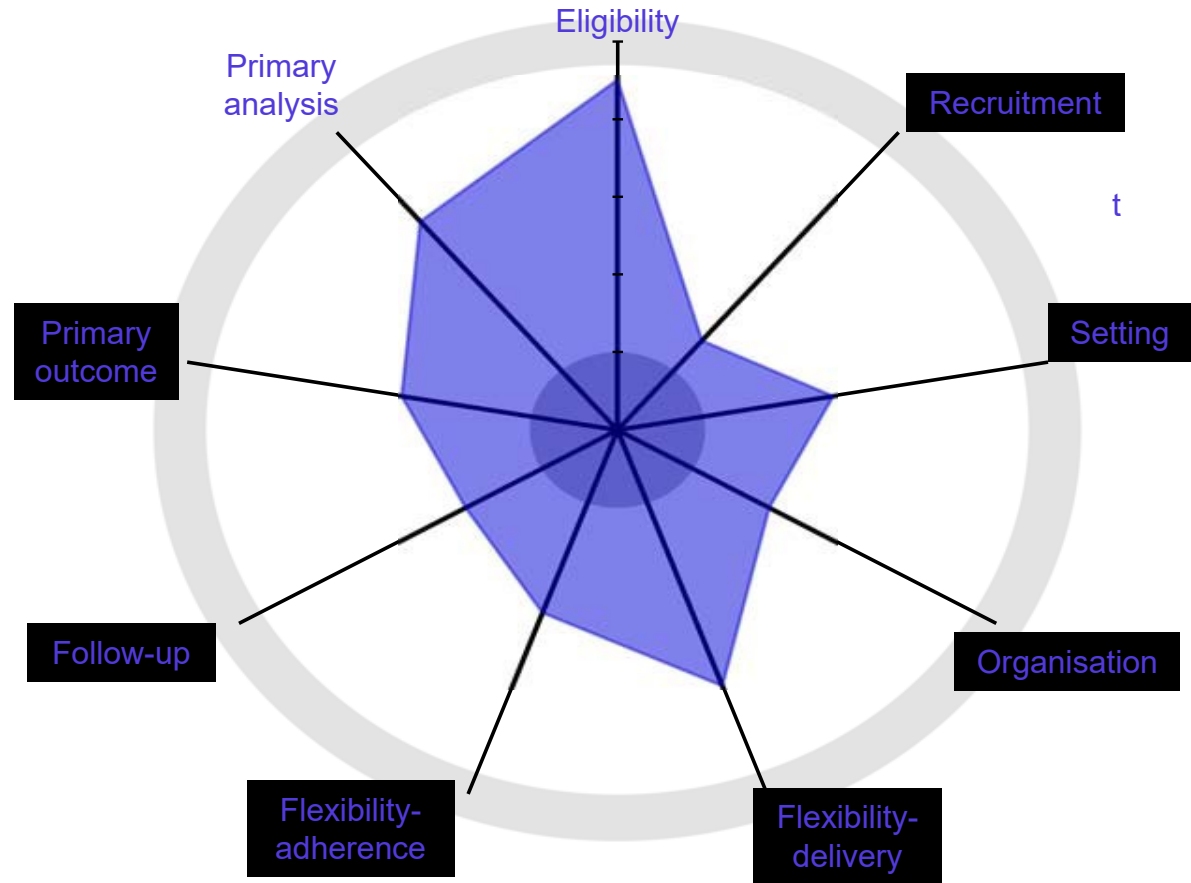 Eligibility
Primary
analysis
Recruitment
t
Primary
outcome
Setting
Follow-up
Organisation
Flexibility-
adherence
Flexibility-
delivery